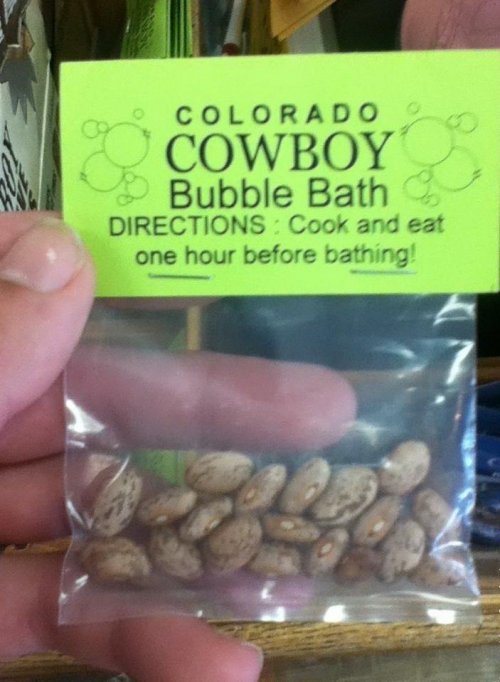 COLORADO
COWBOY
Bubble Bath
DIRECTIONS : Cook and eat
one hour before bathing!